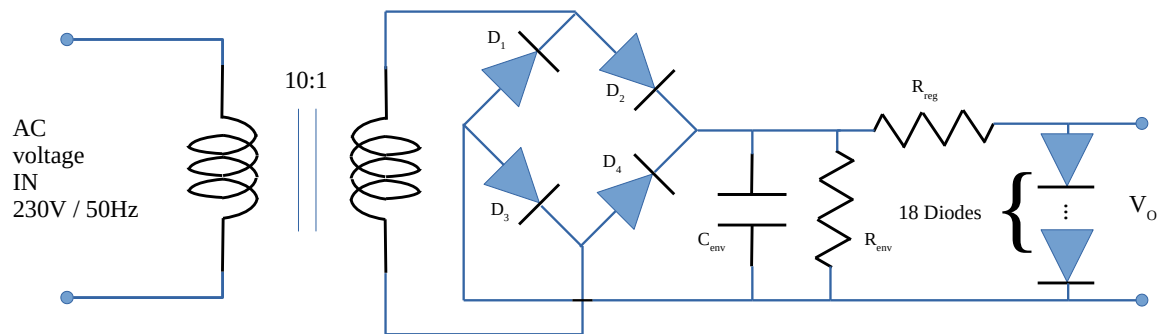 AC
voltage
IN
230V / 50Hz
10:1
D1
D2
D3
D4
Cenv
Renv
Rreg
18 Diodes
...
VO